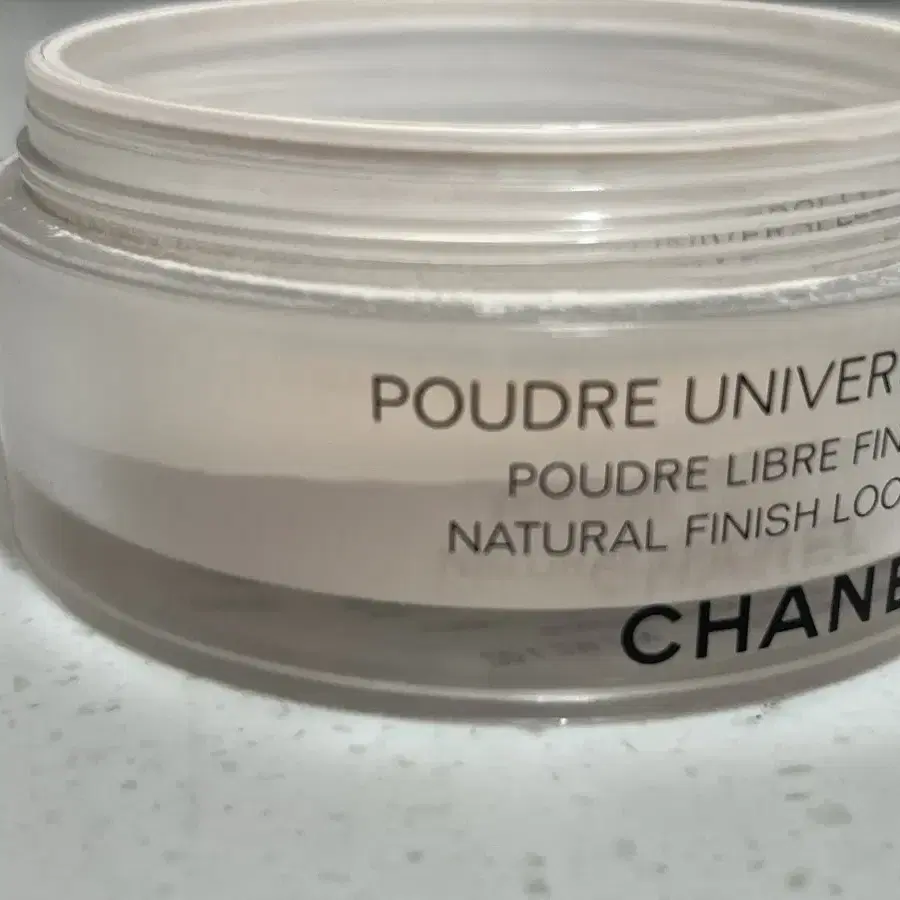 POUDRE UNIVER
POUDRE LIBRE FIN
NATURAL FINISH LOO
CHANE